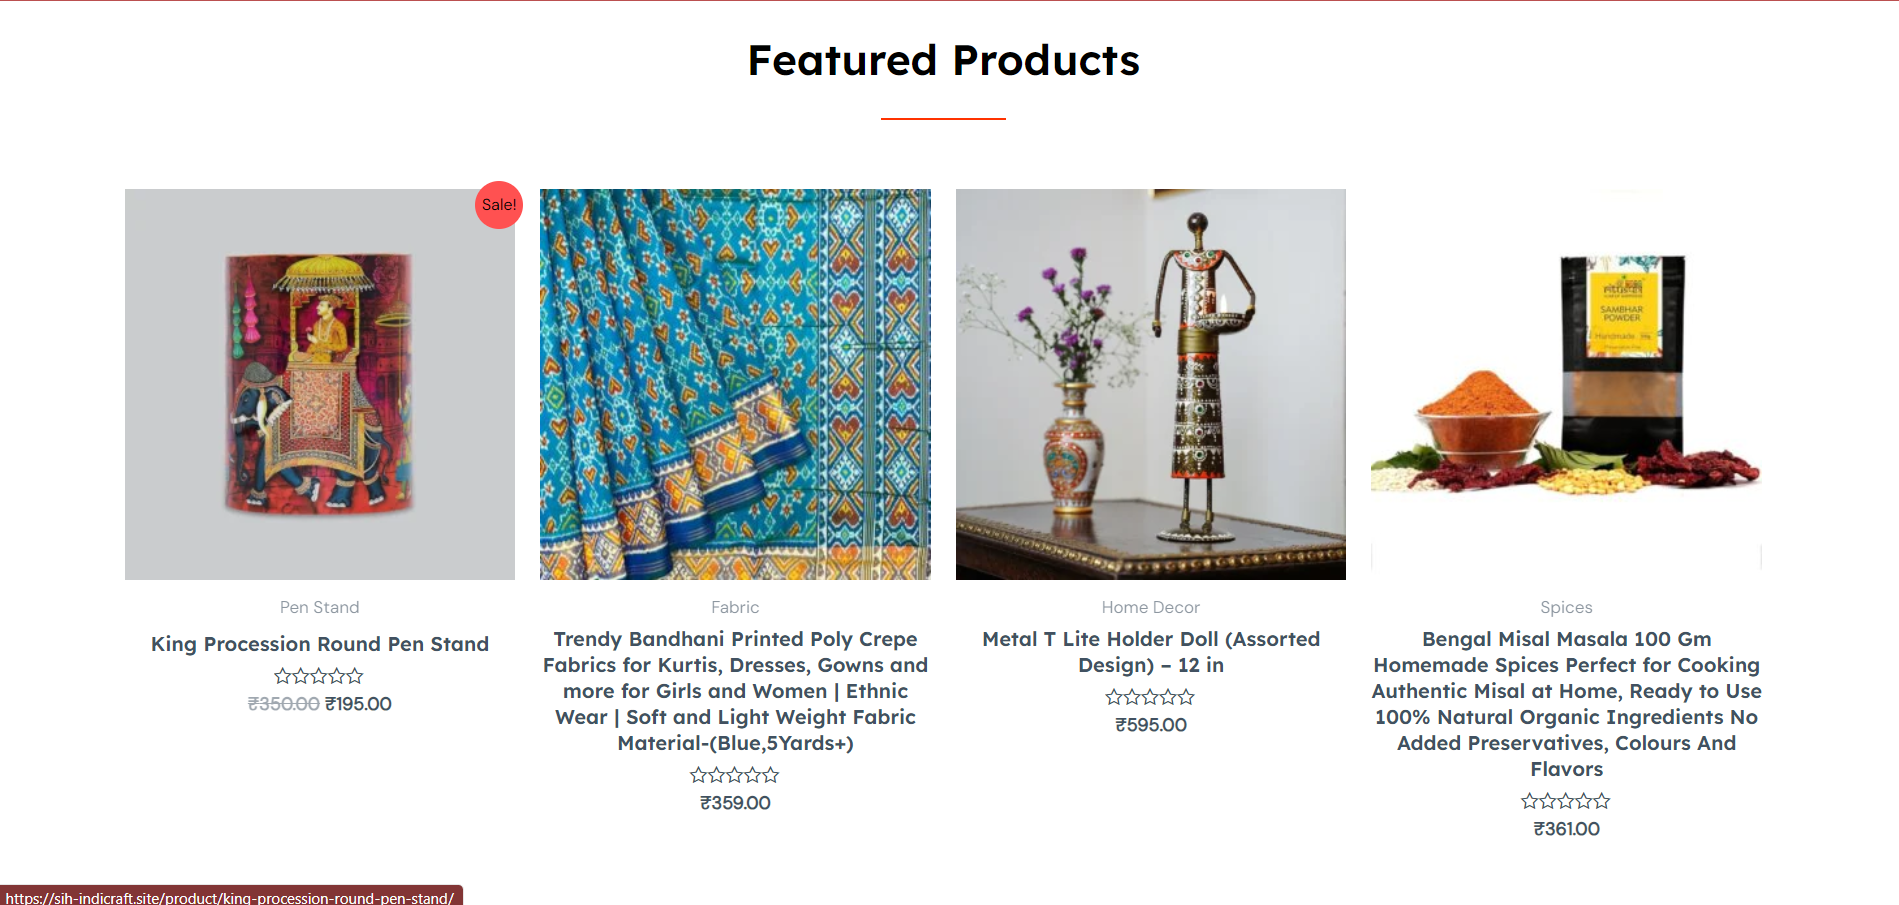 Featured Products
Sale!
SAMBHAR
POWDER
Handmade
Pen Stand
King Procession Round Pen Stand
₹350.00 ₹195.00
Fabric
Trendy Bandhani Printed Poly Crepe
Fabrics for Kurtis, Dresses, Gowns and
more for Girls and Women | Ethnic
Wear | Soft and Light Weight Fabric
Material-(Blue,5Yards+)
₹359.00
Home Decor
Metal T Lite Holder Doll (Assorted
Design) – 12 in
₹595.00
Spices
Bengal Misal Masala 100 Gm
Homemade Spices Perfect for Cooking
Authentic Misal at Home, Ready to Use
100% Natural Organic Ingredients No
Added Preservatives, Colours And
Flavors
₹361.00
https://sih-indicraft.site/product/king-procession-round-pen-stand/